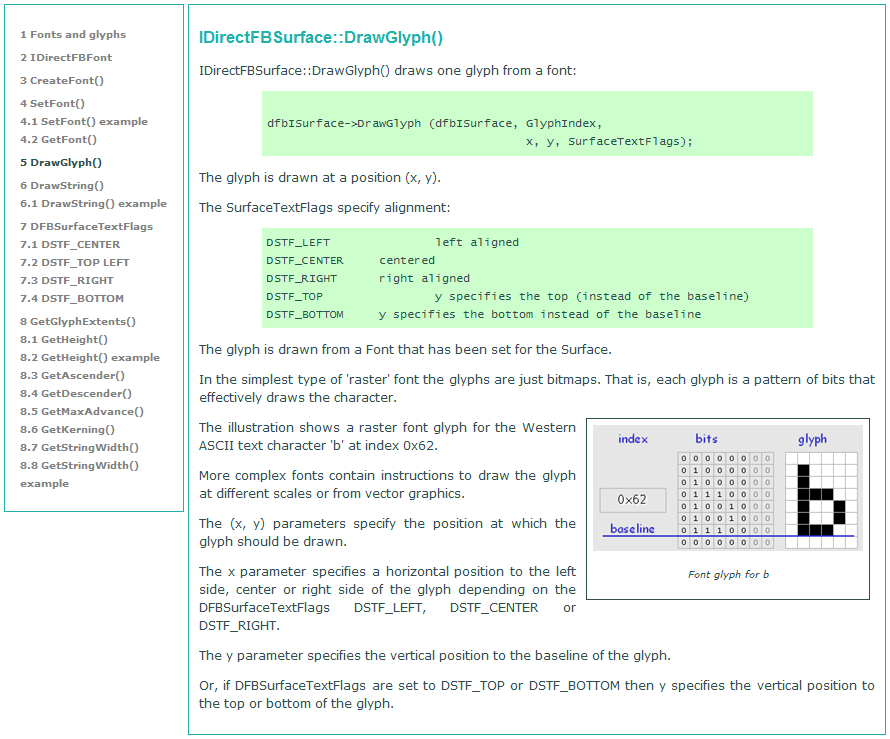 1 Fonts and glyphs
2 IDirectFBFont
3 CreateFont()
4 SetFont()
4.1 SetFont() example
4.2 GetFont()
5 DrawGlyph()
6 DrawString()
6.1 DrawString() example
7 DFBSurfaceTextFlags
7.1 DSTF_CENTER
7.2 DSTF_TOP LEFT
7.3 DSTF_RIGHT
7.4 DSTF_BOTTOM
8 GetGlyphExtents()
8.1 GetHeight()
8.2 GetHeight() example
8.3 GetAscender()
8.4 GetDescender()
8.5 GetMaxAdvance()
8.6 GetKerning()
8.7 GetStringWidth()
8.8 GetStringWidth()
example
IDirectFBSurface::DrawGlyph()
IDirectFBSurface::DrawGlyph() draws one glyph from a font:
dfbISurface->DrawGlyph (dfbISurface, GlyphIndex,
x, y, SurfaceTextFlags);
The glyph is drawn at a position (x, y).
The SurfaceTextFlags specify alignment:
DSTF_LEFT left aligned
DSTF_CENTER centered
DSTF_RIGHT right aligned
DSTF_TOP y specifies the top (instead of the baseline)
DSTF_BOTTOM y specifies the bottom instead of the baseline
The glyph is drawn from a Font that has been set for the Surface.
In the simplest type of 'raster' font the glyphs are just bitmaps. That is, each glyph is a pattern of bits that
effectively draws the character.
The illustration shows a raster font glyph for the Western
ASCII text character 'b' at index 0x62.
More complex fonts contain instructions to draw the glyph
at different scales or from vector graphics.
The (x, y) parameters specify the position at which the
glyph should be drawn.
The x parameter specifies a horizontal position to the left
side, center or right side of the glyph depending on the
DFBSurfaceTextFlags DSTF_LEFT, DSTF_CENTER or
DSTF_RIGHT.
index bits glyph
0 0 0 0 0 0 0 0
0 1 0 0 0 0 0 0
0 1 0 0 0 0 0 0
0 1 1 1 0 0 0 0
0x62
0 1 0 0 1 0 0 0
0 1 0 0 1 0 0 0
baseline
0 1 1 1 0 0 0 0
0 0 0 0 0 0 0 0
Font glyph for b
The y parameter specifies the vertical position to the baseline of the glyph.
Or, if DFBSurfaceTextFlags are set to DSTF_TOP or DSTF_BOTTOM then y specifies the vertical position to
the top or bottom of the glyph.